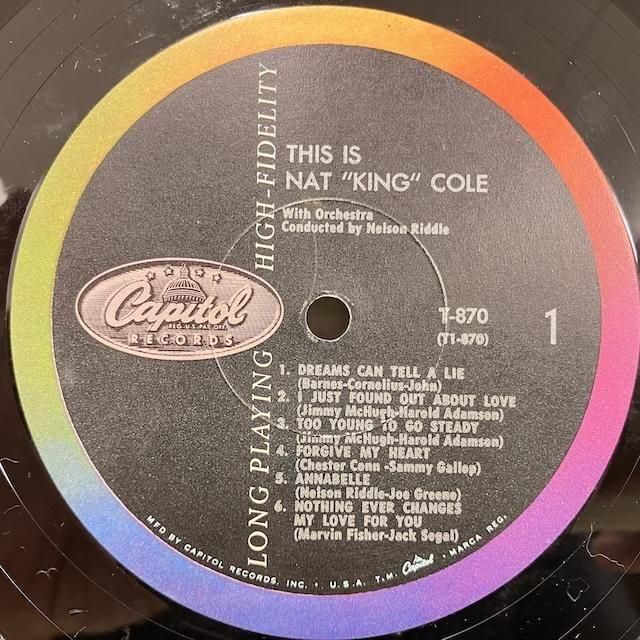 THIS IS
NAT "KING" COLE
With Orchestra
Conducted by Nelson Riddle
LONG PLAYING HIGH-FIDELITY
Capitol
REG. U.S. PAT. OFF.
RECORDS
T-870
(T1-870)
1
1. DREAMS CAN TELL A LIE
(Barnes-Cornelius-John)
2. I JUST FOUND OUT ABOUT LOVE
(Jimmy McHugh-Harold Adamson)
3. TOO YOUNG TO GO STEADY
(Jimmy McHugh-Harold Adamson)
4. FORGIVE MY HEART
(Chester Conn-Sammy Gallop)
5. ANNABELLE
(Nelson Riddle-Joe Greene)
6. NOTHING EVER CHANGES
MY LOVE FOR YOU
(Marvin Fisher-Jack Segal)
MFD BY CAPITOL RECORDS, INC. • U.S.A. T.M. Capitol • MARCA REG.